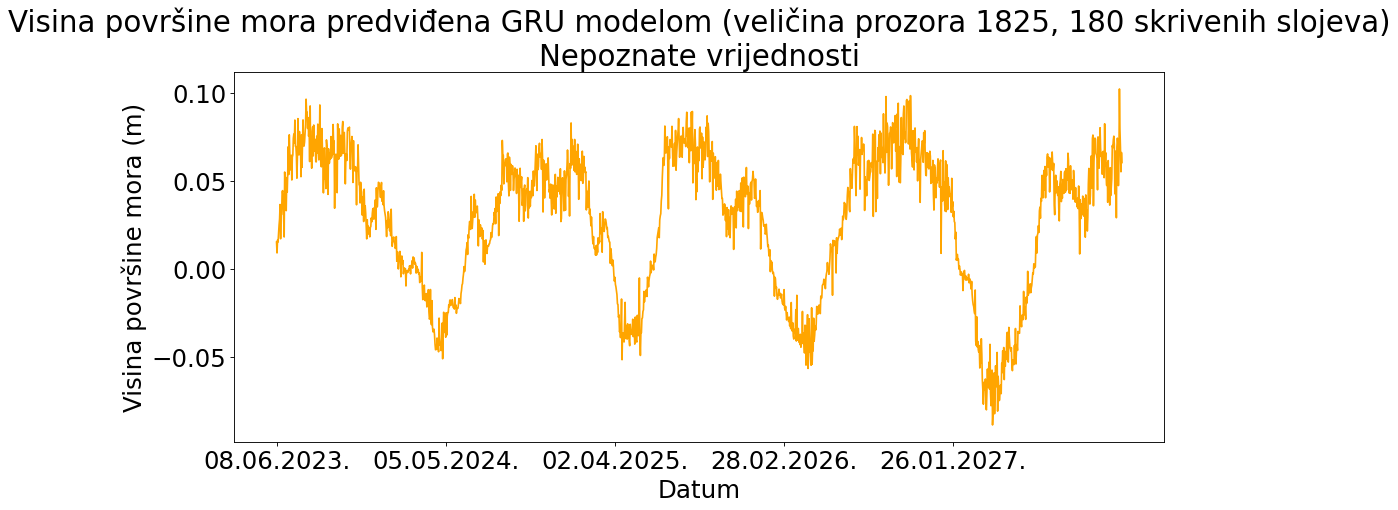 Visina površine mora predviđena GRU modelom (veličina prozora 1825, 180 skrivenih slojeva)
Nepoznate vrijednosti
Visina površine mora (m)
0.10
0.05
0.00
−0.05
08.06.2023. 05.05.2024. 02.04.2025. 28.02.2026. 26.01.2027.
Datum